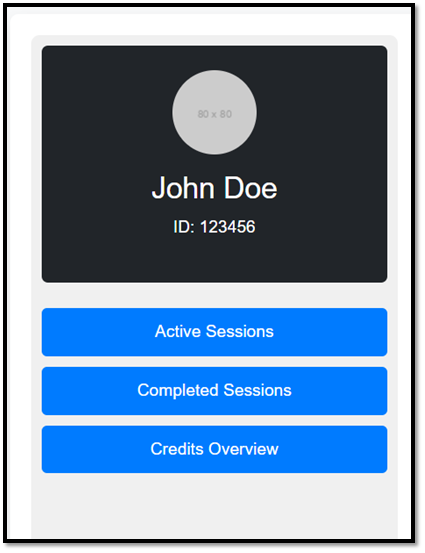 80 x 80
John Doe
ID: 123456
Active Sessions
Completed Sessions
Credits Overview